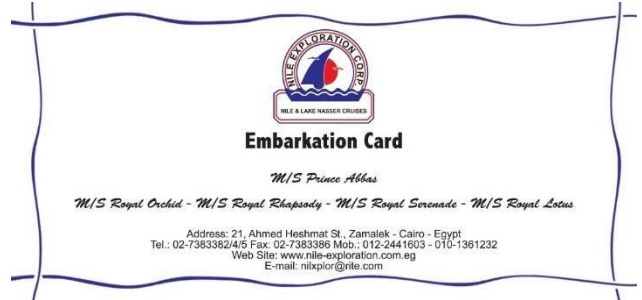 NILE EXPLORATION CORP.
NILE & LAKE NASSER CRUISES
Embarkation Card
M/S Prince Abbas
M/S Royal Orchid - M/S Royal Rhapsody - M/S Royal Serenade - M/S Royal Lotus
Address: 21, Ahmed Heshmat St., Zamalek - Cairo - Egypt
Tel.: 02-7383382/4/5 Fax: 02-7383386 Mob.: 012-2441603 - 010-1361232
Web Site: www.nile-exploration.com.eg
E-mail: nilxplor@rite.com